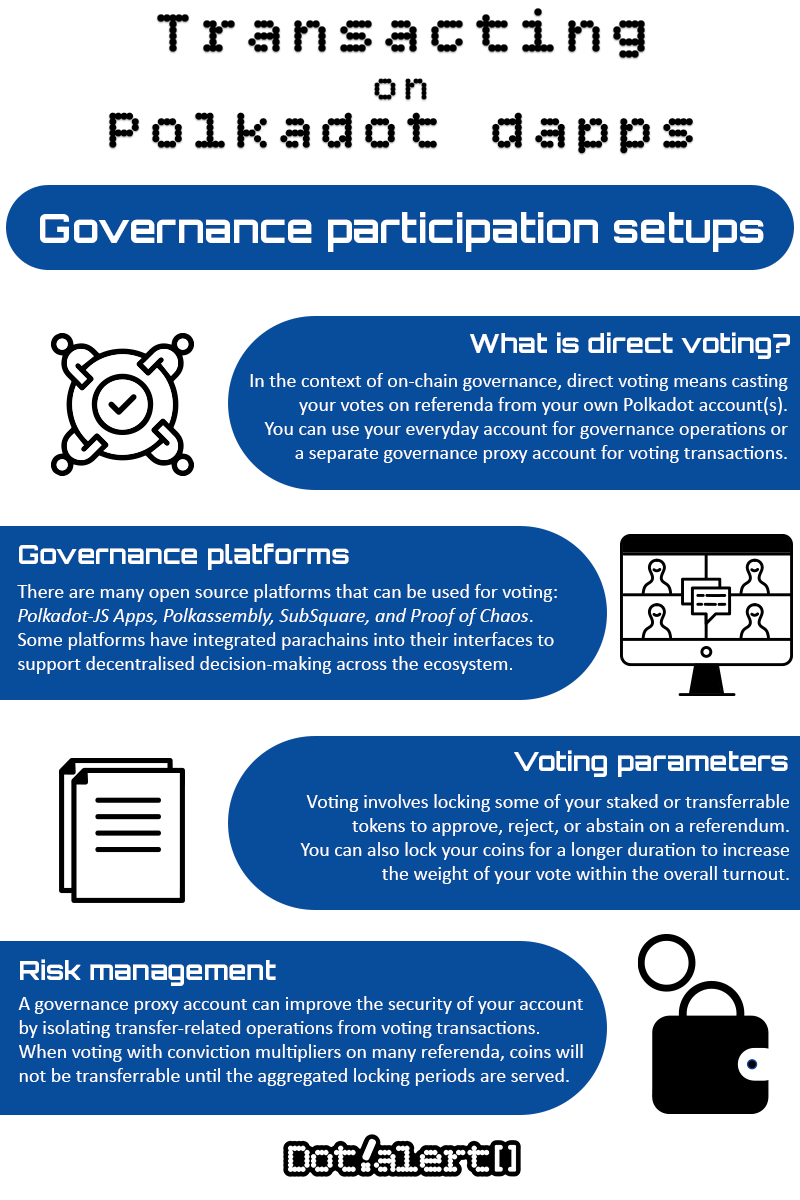 Transacting
on
Polkadot dapps
Governance participation setups
What is direct voting?
In the context of on-chain governance, direct voting means casting
your votes on referenda from your own Polkadot account(s).
You can use your everyday account for governance operations or
a separate governance proxy account for voting transactions.
Governance platforms
There are many open source platforms that can be used for voting:
Polkadot-JS Apps, Polkassembly, SubSquare, and Proof of Chaos.
Some platforms have integrated parachains into their interfaces to
support decentralised decision-making across the ecosystem.
Voting parameters
Voting involves locking some of your staked or transferrable
tokens to approve, reject, or abstain on a referendum.
You can also lock your coins for a longer duration to increase
the weight of your vote within the overall turnout.
Risk management
A governance proxy account can improve the security of your account
by isolating transfer-related operations from voting transactions.
When voting with conviction multipliers on many referenda, coins will
not be transferrable until the aggregated locking periods are served.
Dot/alert[]